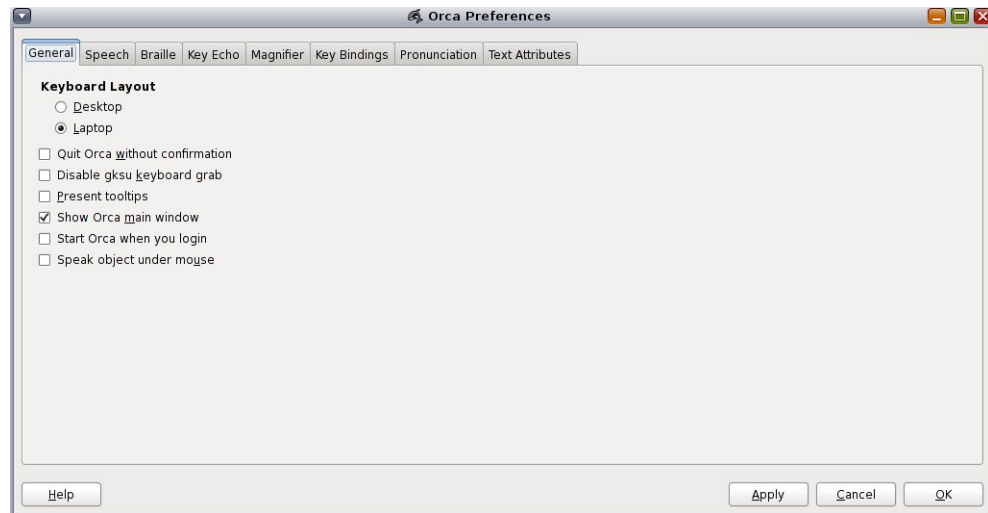 Orca Preferences
General Speech Braille Key Echo Magnifier Key Bindings Pronunciation Text Attributes
Keyboard Layout
Desktop
Laptop
Quit Orca without confirmation
Disable gksu keyboard grab
Present tooltips
Show Orca main window
Start Orca when you login
Speak object under mouse
Help Apply Cancel OK